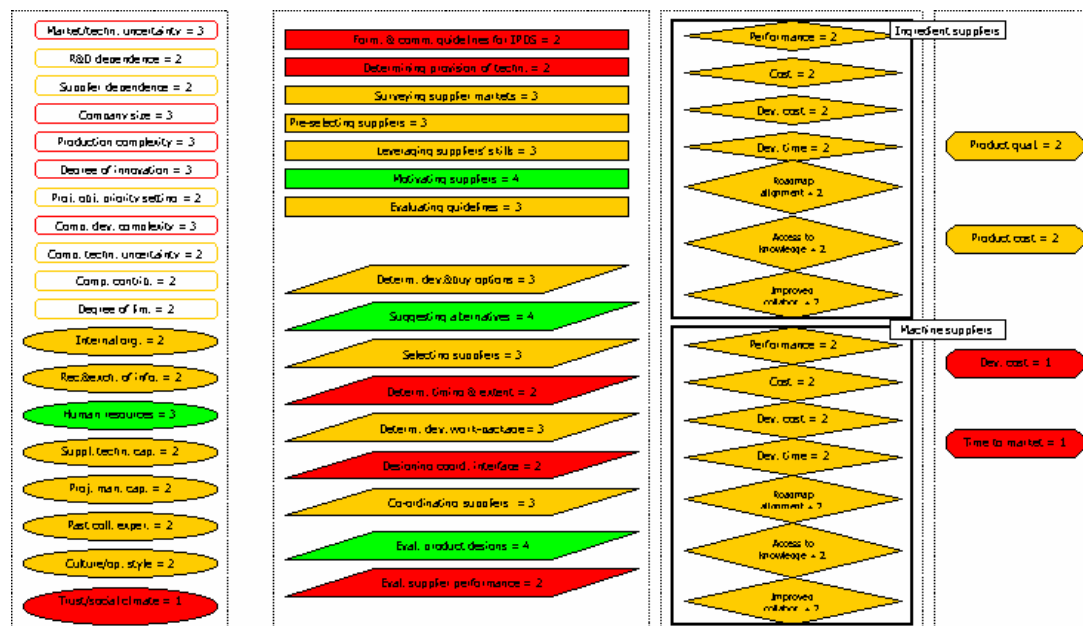 Market/techn. uncertainty = 3
R&D dependence = 2
Supplier dependence = 2
Company size = 3
Production complexity = 3
Degree of innovation = 3
Proj. obj. priority setting = 2
Comp. dev. complexity = 3
Comp. techn. uncertainty = 2
Comp. contrib. = 2
Degree of fim. = 2
Internal org. = 2
Rec.&exch. of info. = 2
Human resources = 3
Suppl. techn. cap. = 2
Proj. man. cap. = 2
Past coll. exper. = 2
Culture/op. style = 2
Trust/social climate = 1
Form. & comm. guidelines for IPDS = 2
Determining provision of techn. = 2
Surveying supplier markets = 3
Pre-selecting suppliers = 3
Leveraging suppliers' skills = 3
Motivating suppliers = 4
Evaluating guidelines = 3
Determ. dev.&buy options = 3
Suggesting alternatives = 4
Selecting suppliers = 3
Determ. timing & extent = 2
Determ. dev. work-package = 3
Designing coord. interface = 2
Co-ordinating suppliers = 3
Eval. product designs = 4
Eval. supplier performance = 2
Ingredient suppliers
Performance = 2
Cost = 2
Dev. cost = 2
Dev. time = 2
Roadmap
alignment = 2
Access to
knowledge = 2
Improved
collabor. = 2
Machine suppliers
Performance = 2
Cost = 2
Dev. cost = 2
Dev. time = 2
Roadmap
alignment = 2
Access to
knowledge = 2
Improved
collabor. = 2
Product qual. = 2
Product cost = 2
Dev. cost = 1
Time to market = 1